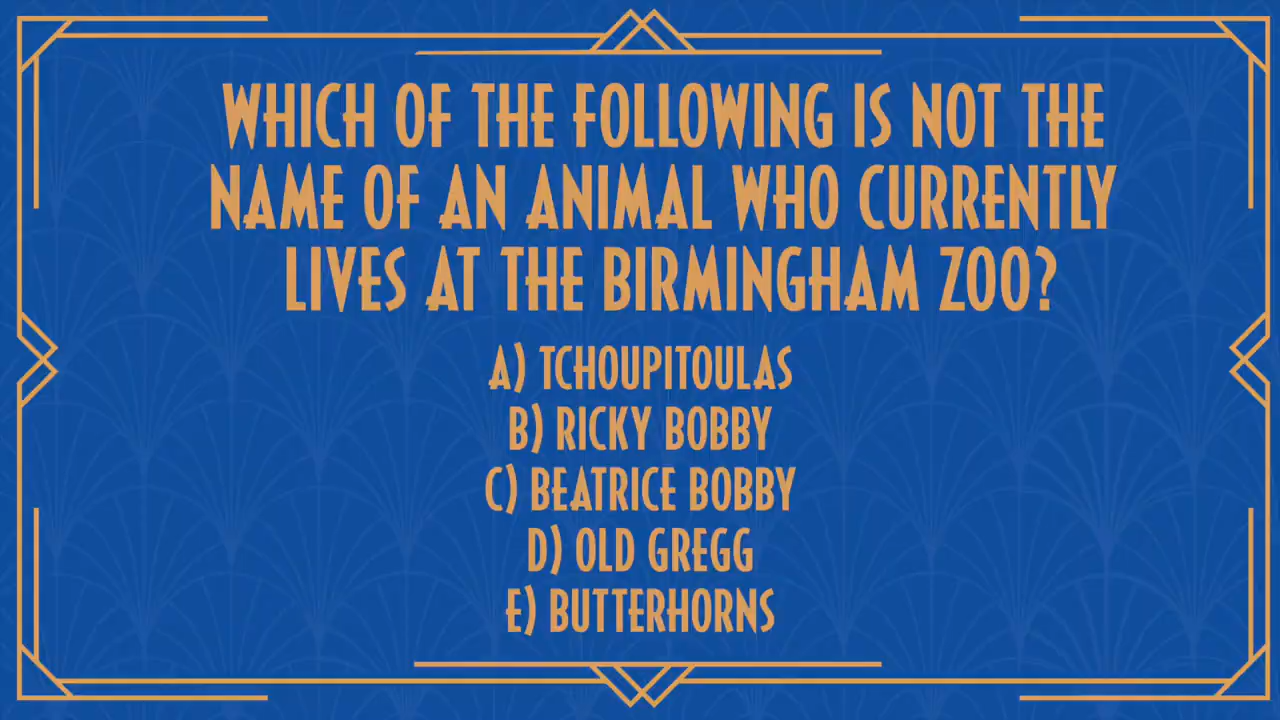 WHICH OF THE FOLLOWING IS NOT THE
NAME OF AN ANIMAL WHO CURRENTLY
LIVES AT THE BIRMINGHAM ZOO?
A) TCHOUPITOULAS
B) RICKY BOBBY
C) BEATRICE BOBBY
D) OLD GREGG
E) BUTTERHORNS